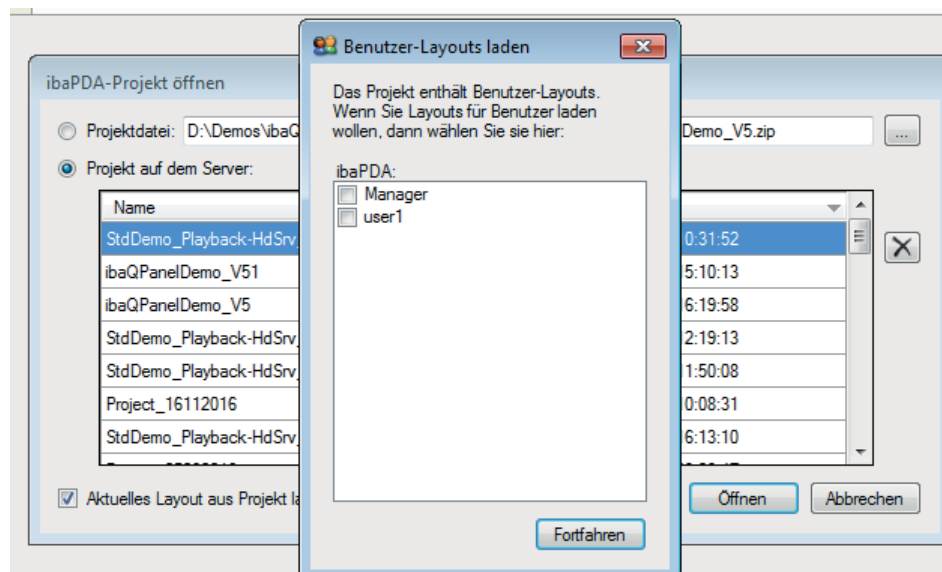 Benutzer-Layouts laden
Das Projekt enthält Benutzer-Layouts.
Wenn Sie Layouts für Benutzer laden
wollen, dann wählen Sie sie hier:
ibaPDA:
Manager
user1
Fortfahren
ibaPDA-Projekt öffnen
Projektdatei: D:\Demos\ibaQ Demo_V5.zip ...
Projekt auf dem Server:
Name
StdDemo_Playback-HdSrv_ 0:31:52
ibaQPanelDemo_V51 5:10:13
ibaQPanelDemo_V5 6:19:58
StdDemo_Playback-HdSrv_ 2:19:13
StdDemo_Playback-HdSrv_ 1:50:08
Project_16112016 0:08:31
StdDemo_Playback-HdSrv_ 6:13:10
Aktuelles Layout aus Projekt la
Öffnen Abbrechen